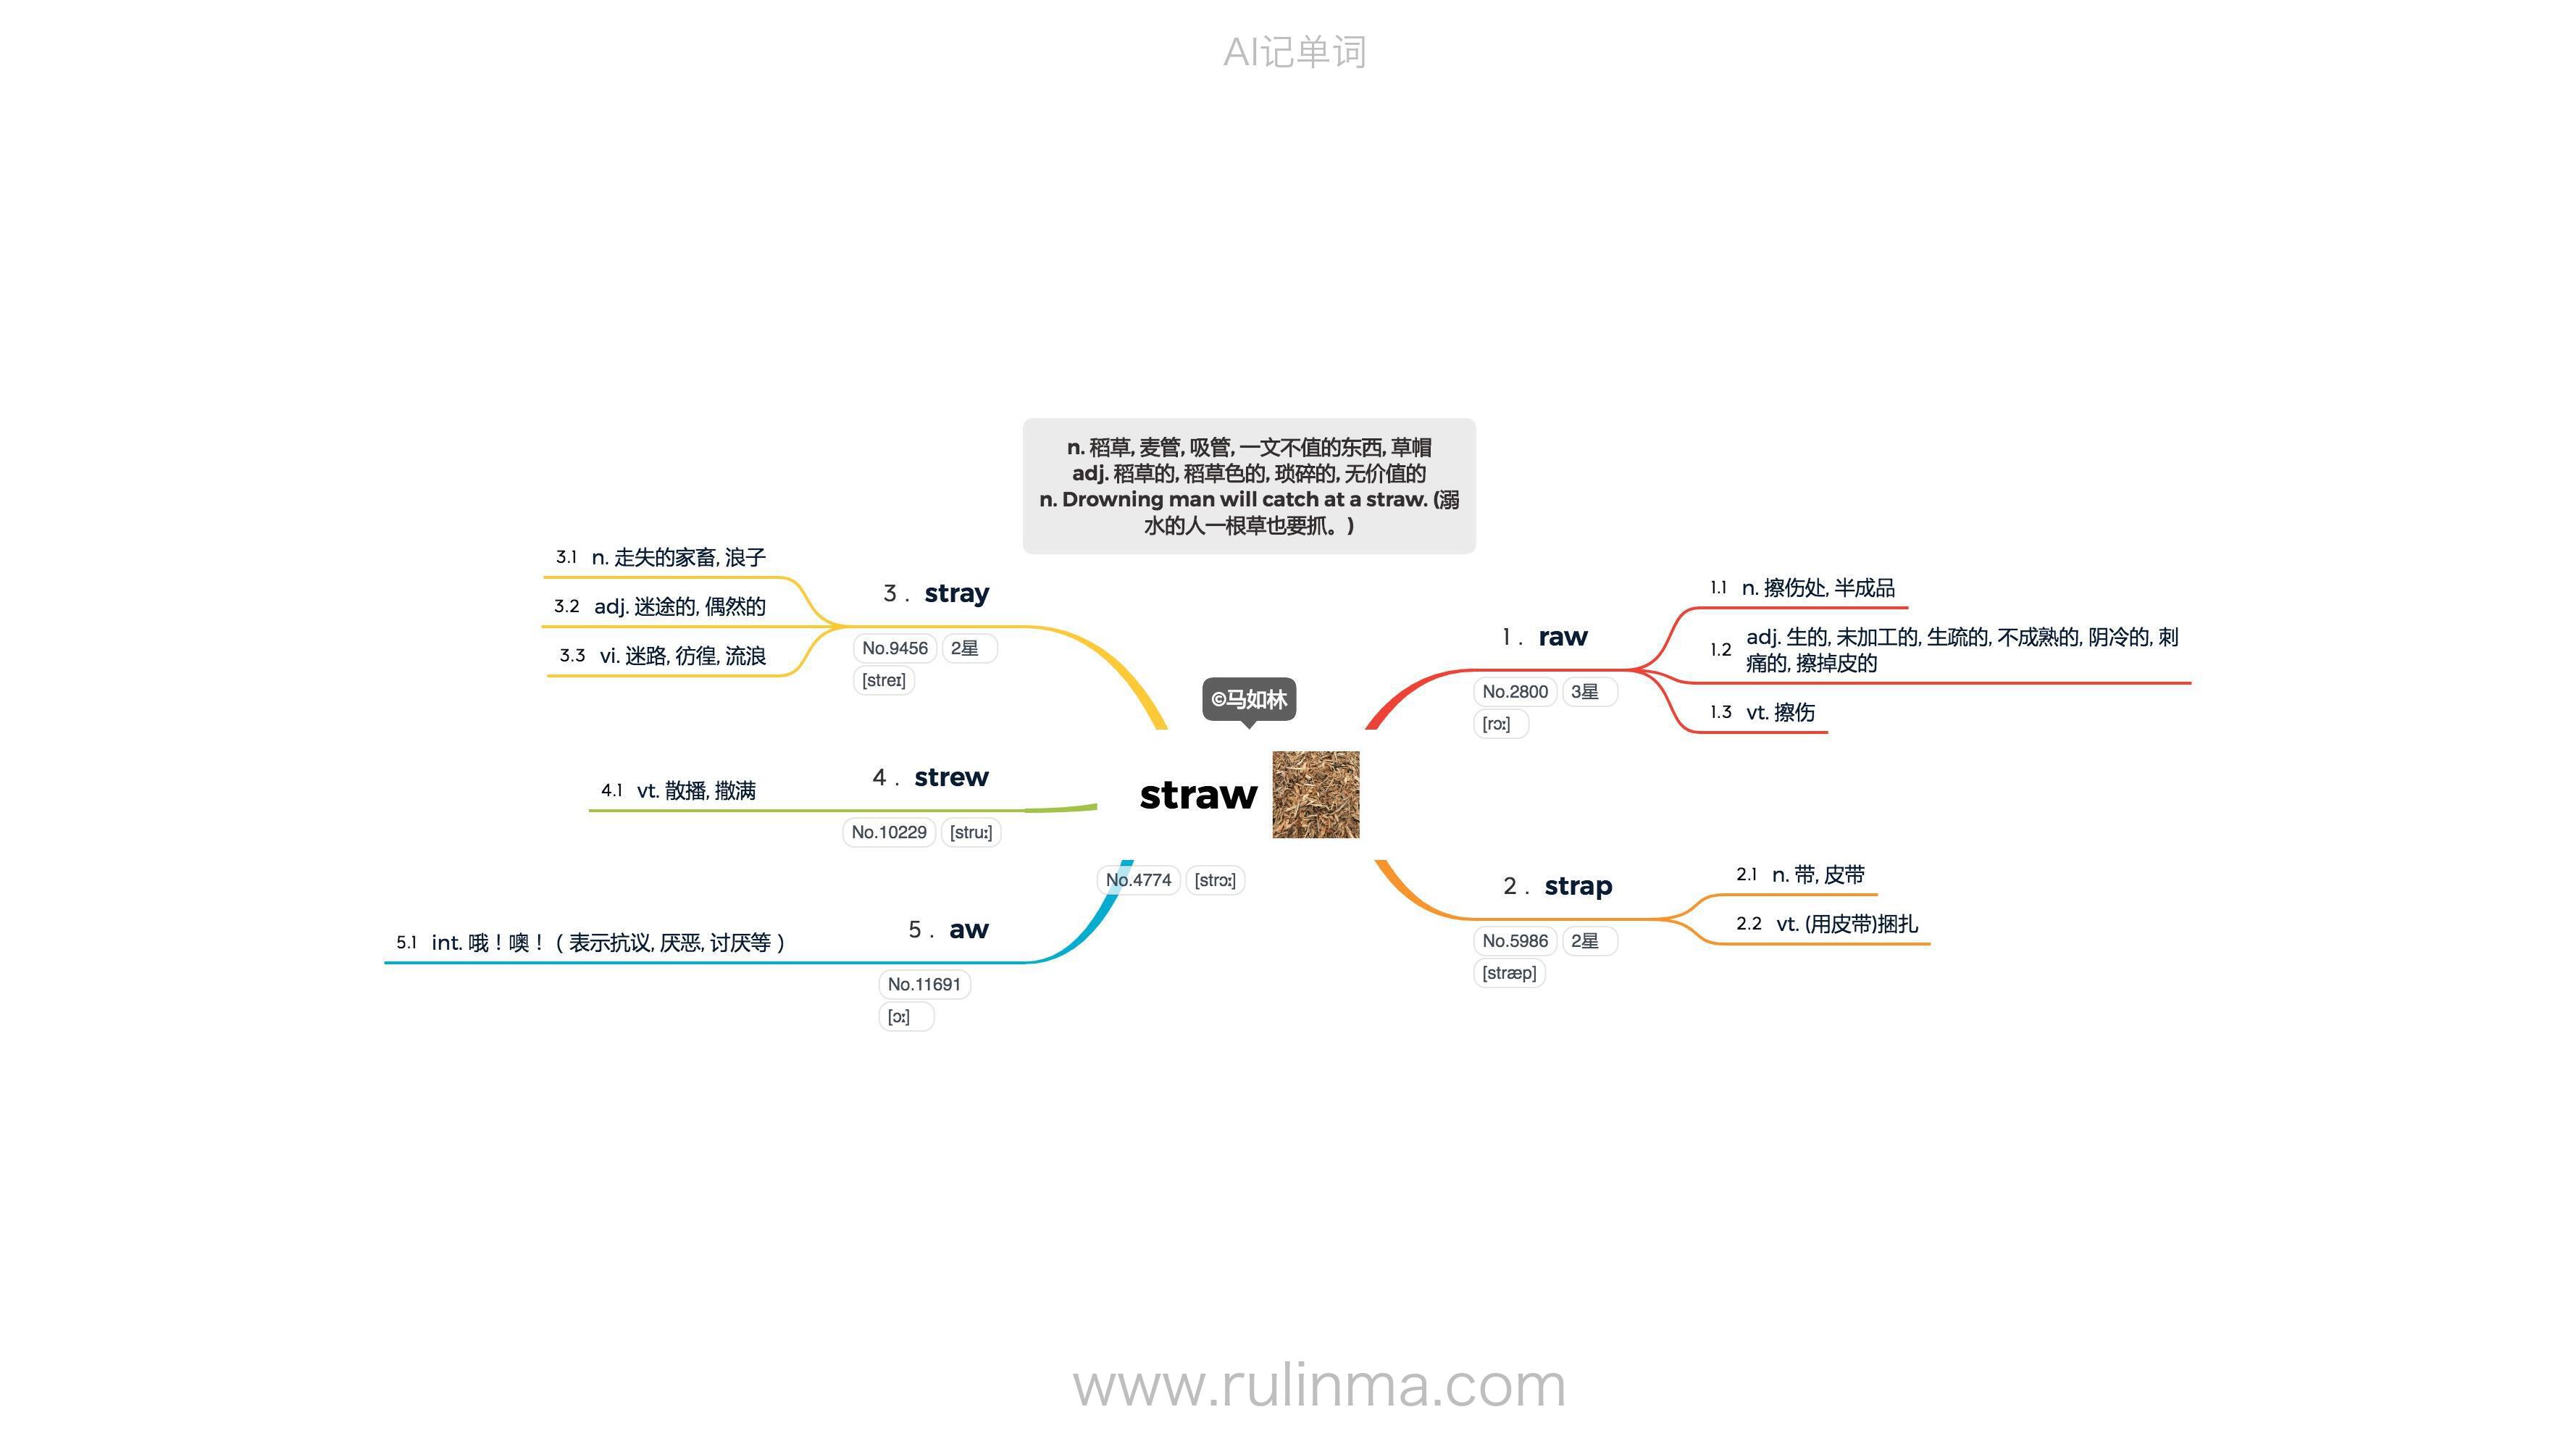 AI记单词
n. 稻草, 麦管, 吸管, 一文不值的东西, 草帽
adj. 稻草的, 稻草色的, 琐碎的, 无价值的
n. Drowning man will catch at a straw. (溺
水的人一根草也要抓。)
©马如林
straw
No.4774 [strɔː]
1. raw
No.2800 3星
[rɔː]
1.1 n. 擦伤处, 半成品
1.2 adj. 生的, 未加工的, 生疏的, 不成熟的, 阴冷的, 刺
痛的, 擦掉皮的
1.3 vt. 擦伤
2. strap
No.5986 2星
[stræp]
2.1 n. 带, 皮带
2.2 vt. (用皮带)捆扎
3. stray
No.9456 2星
[streɪ]
3.1 n. 走失的家畜, 浪子
3.2 adj. 迷途的, 偶然的
3.3 vi. 迷路, 彷徨, 流浪
4. strew
No.10229 [struː]
4.1 vt. 散播, 撒满
5. aw
No.11691
[ɔː]
5.1 int. 哦！噢！（表示抗议, 厌恶, 讨厌等）
www.rulinma.com